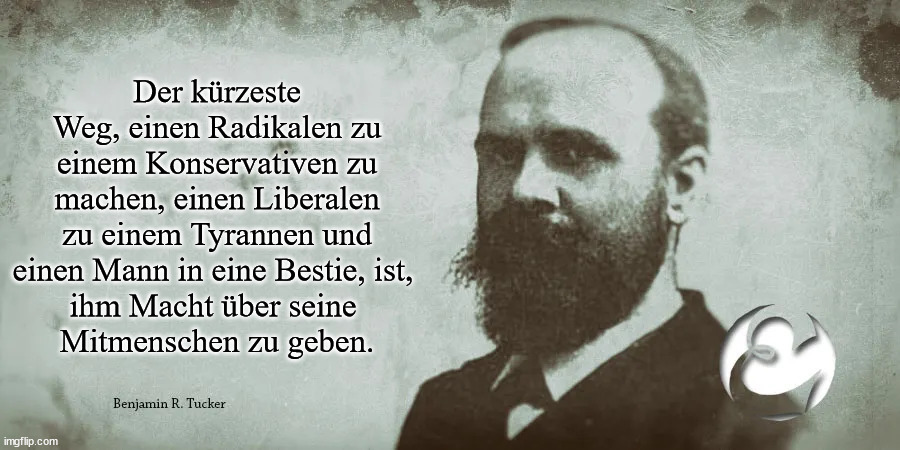 Der kürzeste
Weg, einen Radikalen zu
einem Konservativen zu
machen, einen Liberalen
zu einem Tyrannen und
einen Mann in eine Bestie, ist,
ihm Macht über seine
Mitmenschen zu geben.
Benjamin R. Tucker
imgflip.com